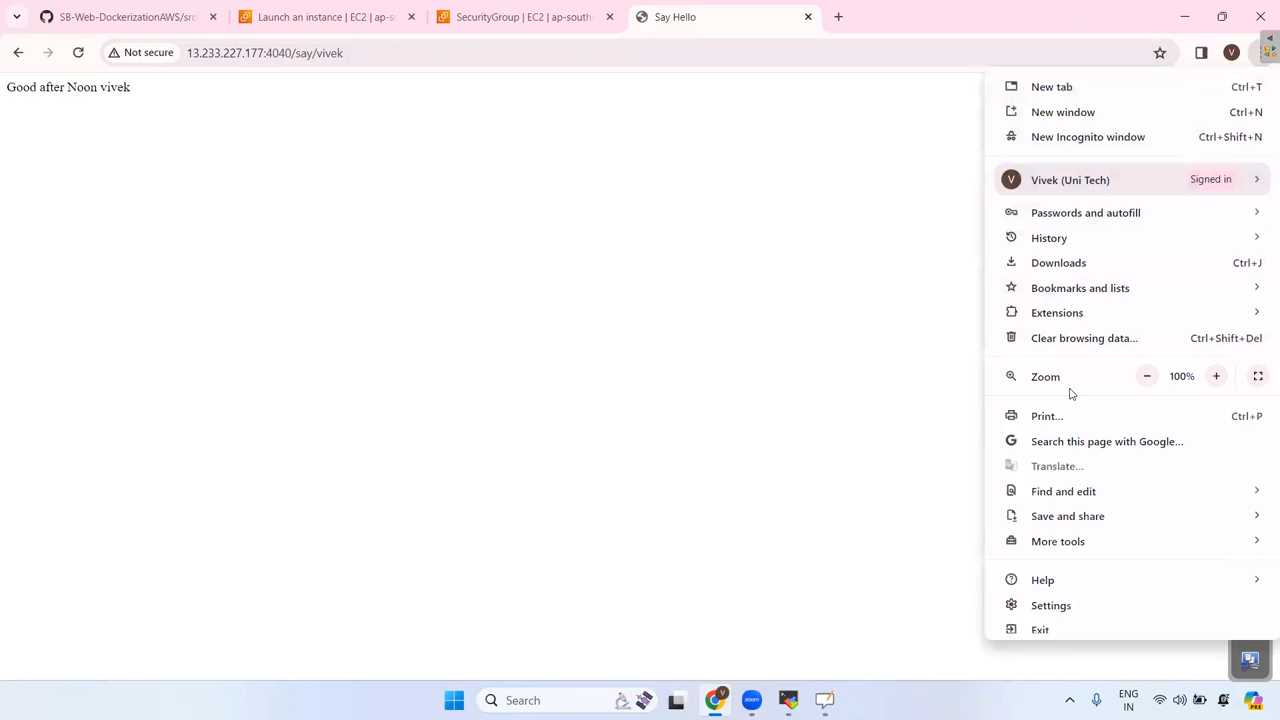 SB-Web-DockerizationAWS/src
Launch an instance | EC2 | ap-so
SecurityGroup | EC2 | ap-south-
Say Hello
Not secure
13.233.227.177:4040/say/vivek
V
Good after Noon vivek
New tab Ctrl+T
New window Ctrl+N
New Incognito window Ctrl+Shift+N
V Vivek (Uni Tech) Signed in
Passwords and autofill
History
Downloads Ctrl+J
Bookmarks and lists
Extensions
Clear browsing data... Ctrl+Shift+Del
Zoom 100%
Print... Ctrl+P
Search this page with Google...
Translate...
Find and edit
Save and share
More tools
Help
Settings
Exit
Search
zoom
ENG
IN
PRE